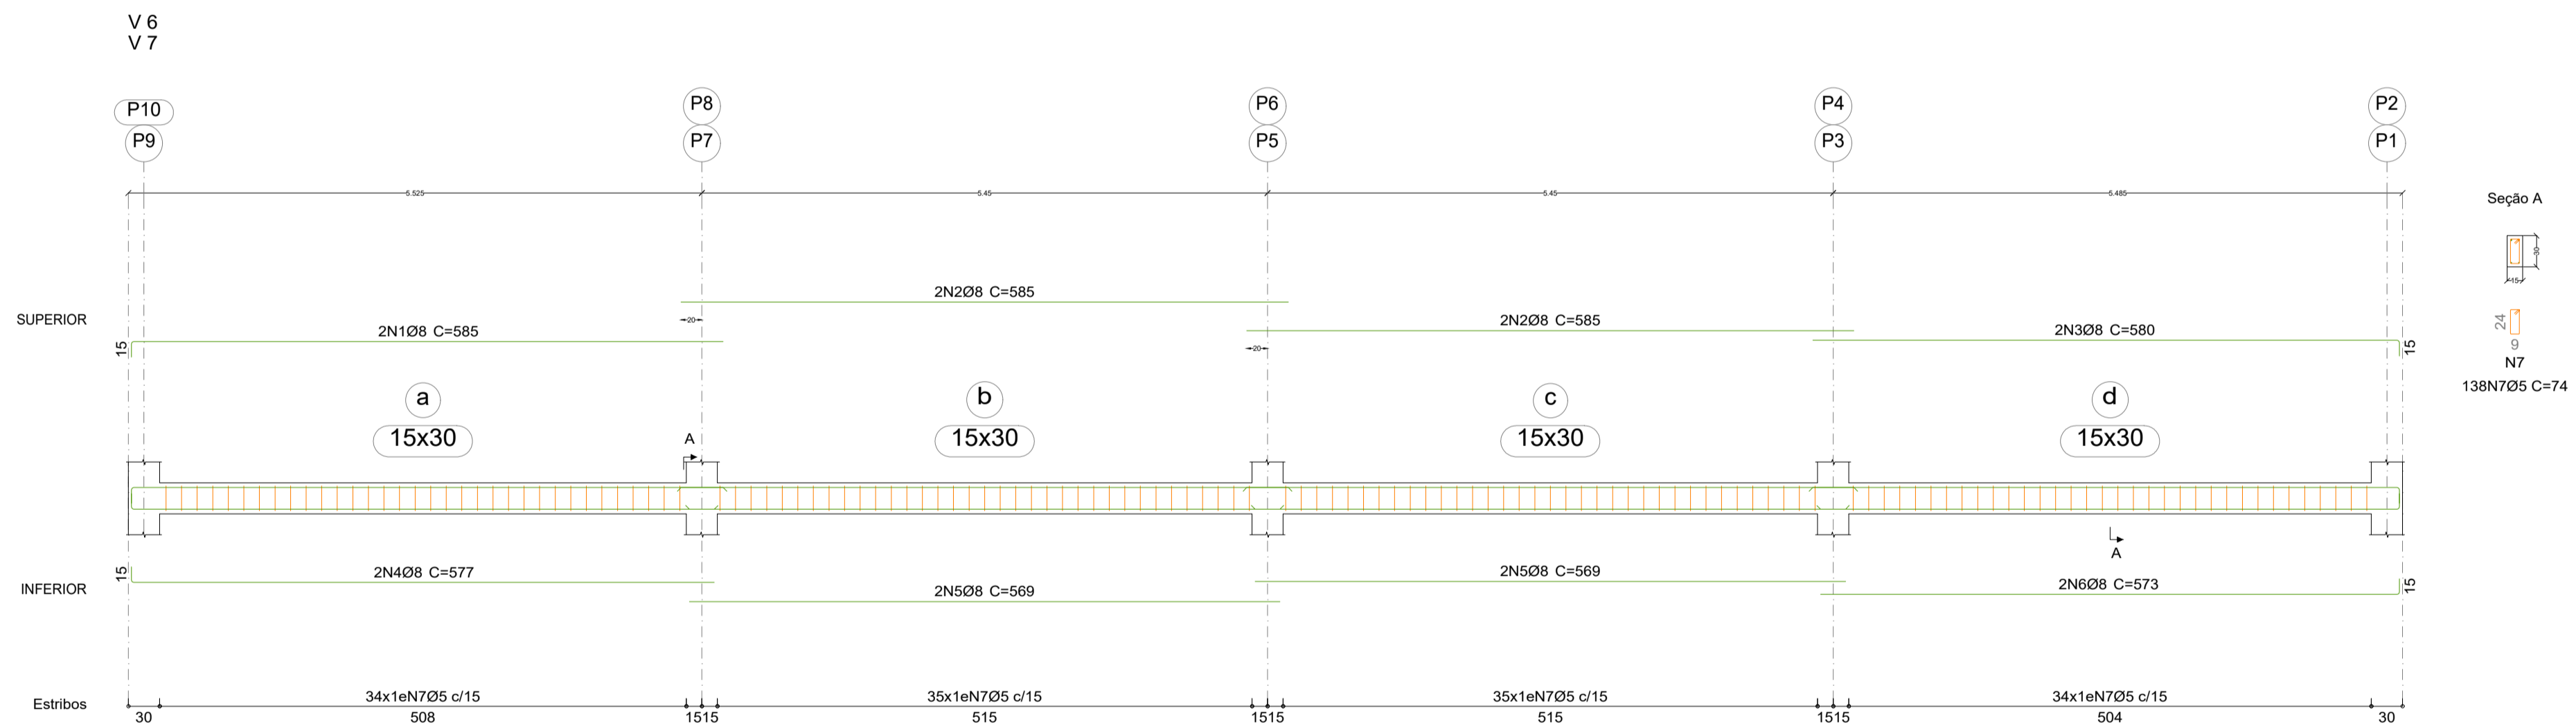 V 6
V 7
P10
P8
P6
P4
P2
P9
P7
P5
P3
P1
5.525
5.45
5.45
5.485
Seção A
30
15
2N2Ø8 C=585
SUPERIOR
20
2N1Ø8 C=585
2N2Ø8 C=585
2N3Ø8 C=580
15
20
15
24
9
N7
138N7Ø5 C=74
a
b
c
d
15x30
15x30
15x30
15x30
A
A
15
2N4Ø8 C=577
2N5Ø8 C=569
2N5Ø8 C=569
2N6Ø8 C=573
15
INFERIOR
Estribos
34x1eN7Ø5 c/15
35x1eN7Ø5 c/15
35x1eN7Ø5 c/15
34x1eN7Ø5 c/15
30
508
1515
515
1515
515
1515
504
30